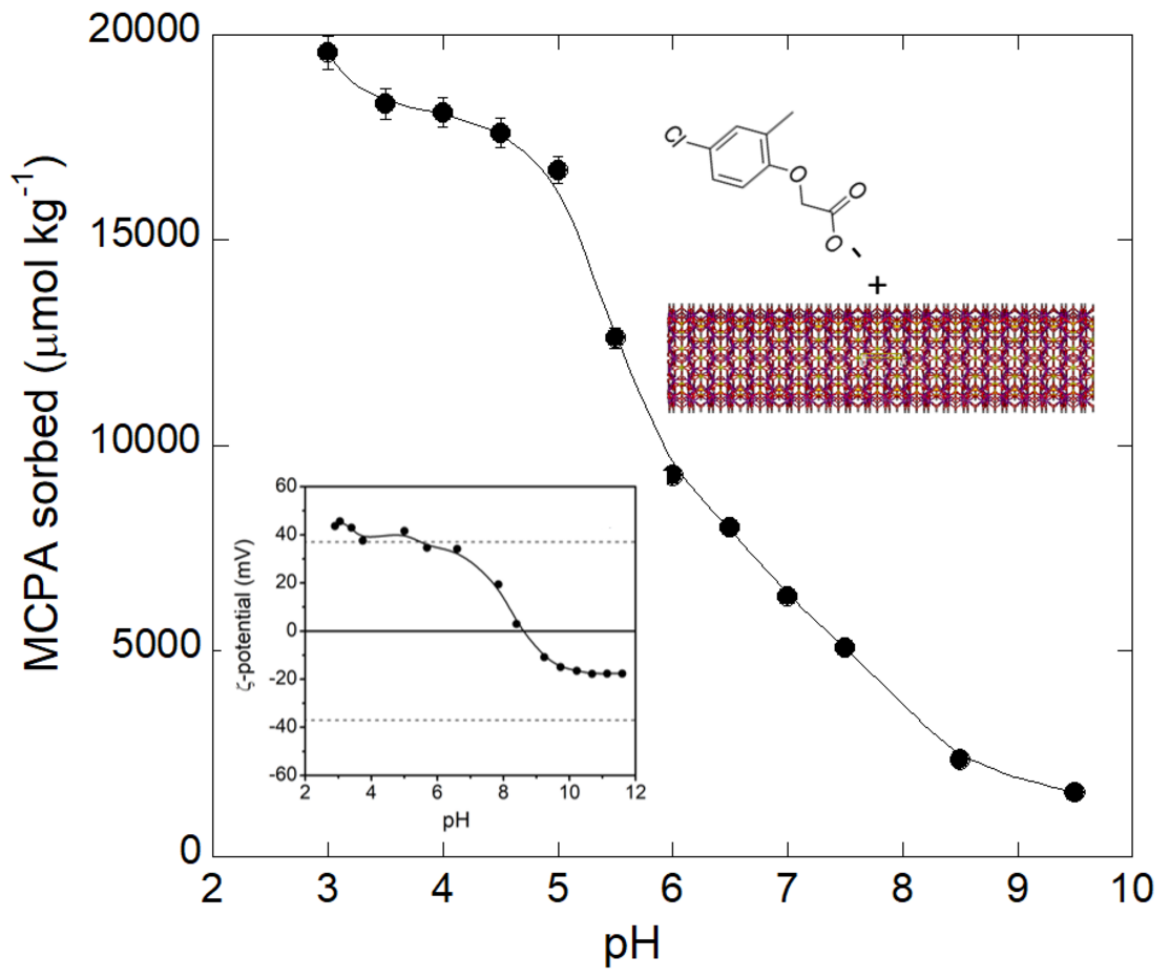 MCPA sorbed (μmol kg⁻¹)
20000
15000
10000
5000
0
2 3 4 5 6 7 8 9 10
pH
Cl
O
O
O
-
+
ζ-potential (mV)
60
40
20
0
-20
-40
-60
2 4 6 8 10 12
pH